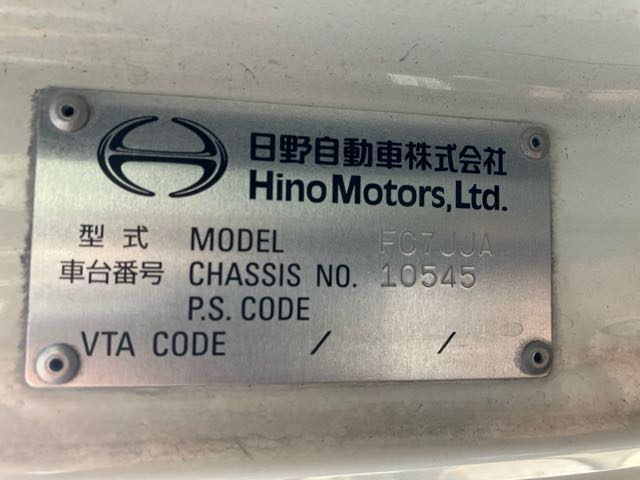 日野自動車株式会社
Hino Motors, Ltd.
型式 MODEL FC7JJA
車台番号 CHASSIS NO. 10545
P.S. CODE
VTA CODE / /